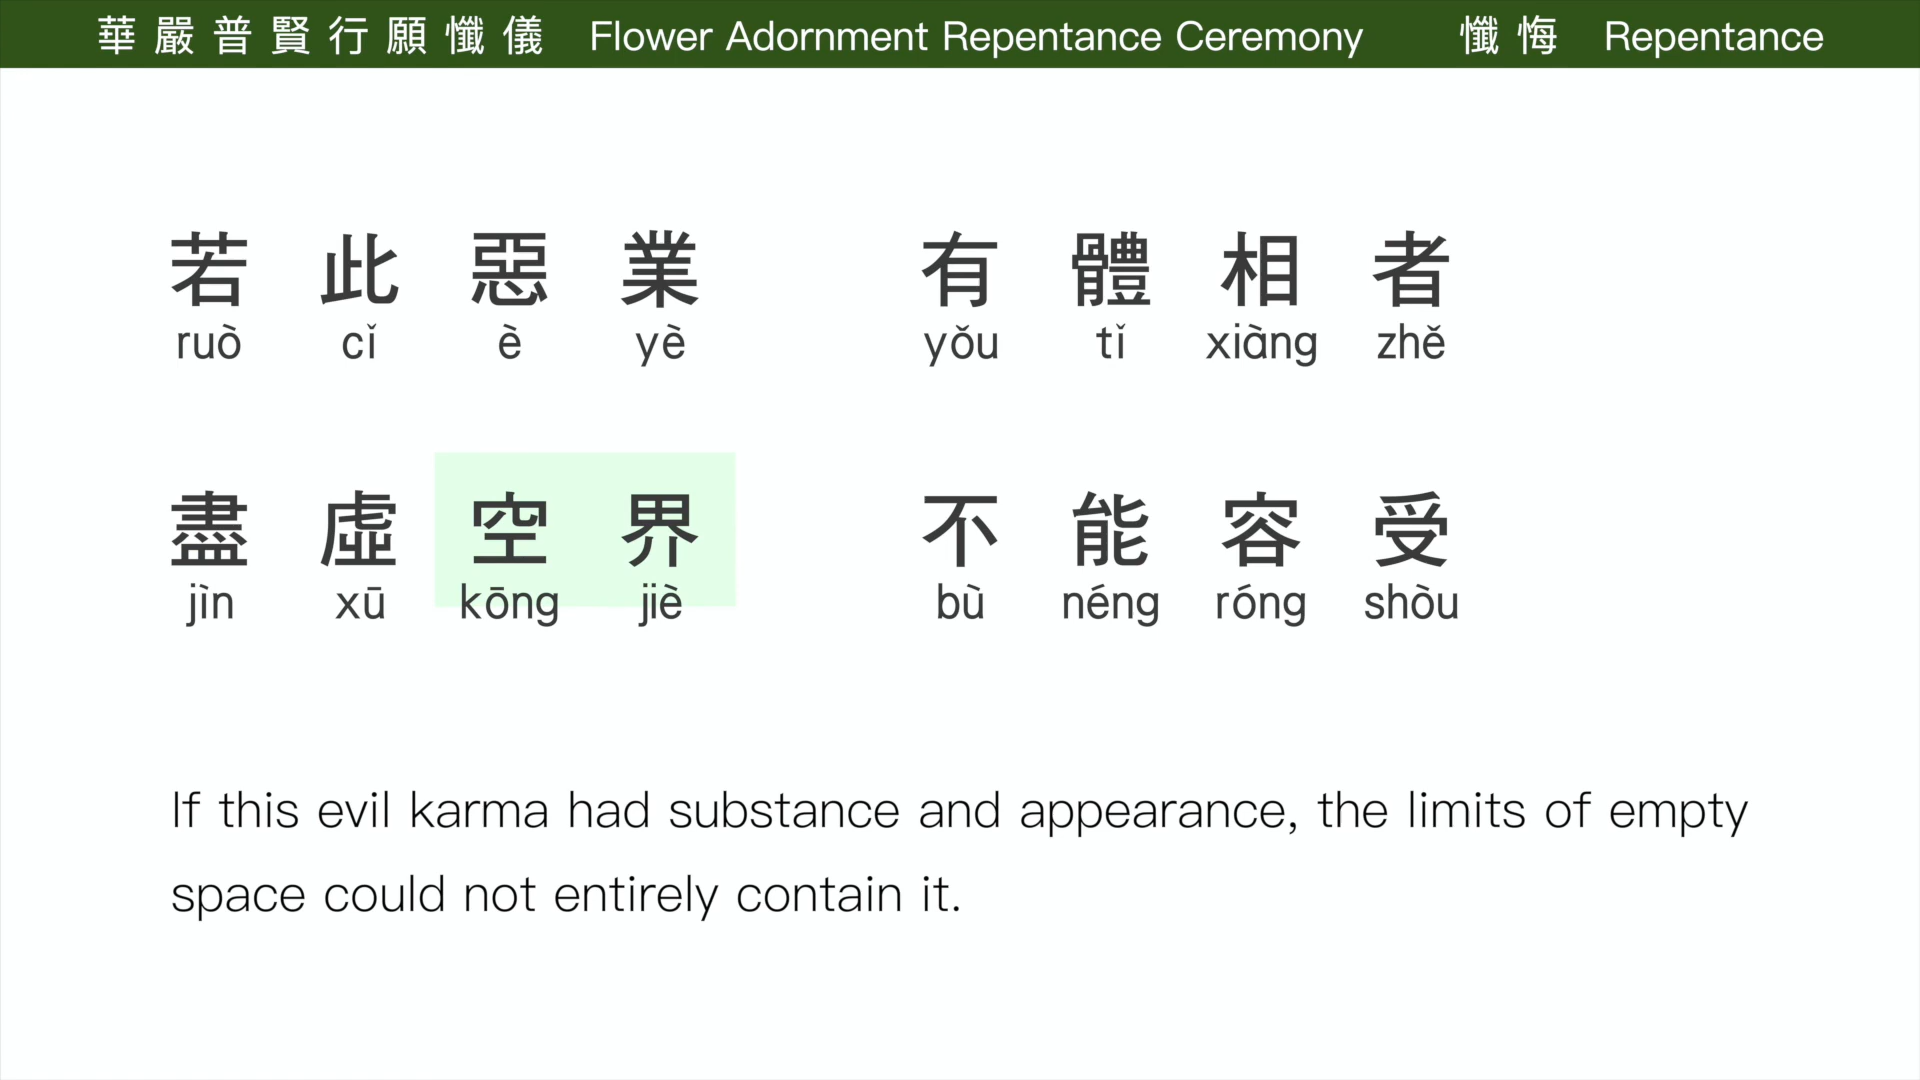 華嚴普賢行願懺儀 Flower Adornment Repentance Ceremony 懺悔 Repentance
若此惡業 有體相者
ruò cǐ è yè yǒu tǐ xiàng zhě
盡虛空界 不能容受
jìn xū kōng jiè bù néng róng shòu
If this evil karma had substance and appearance, the limits of empty
space could not entirely contain it.